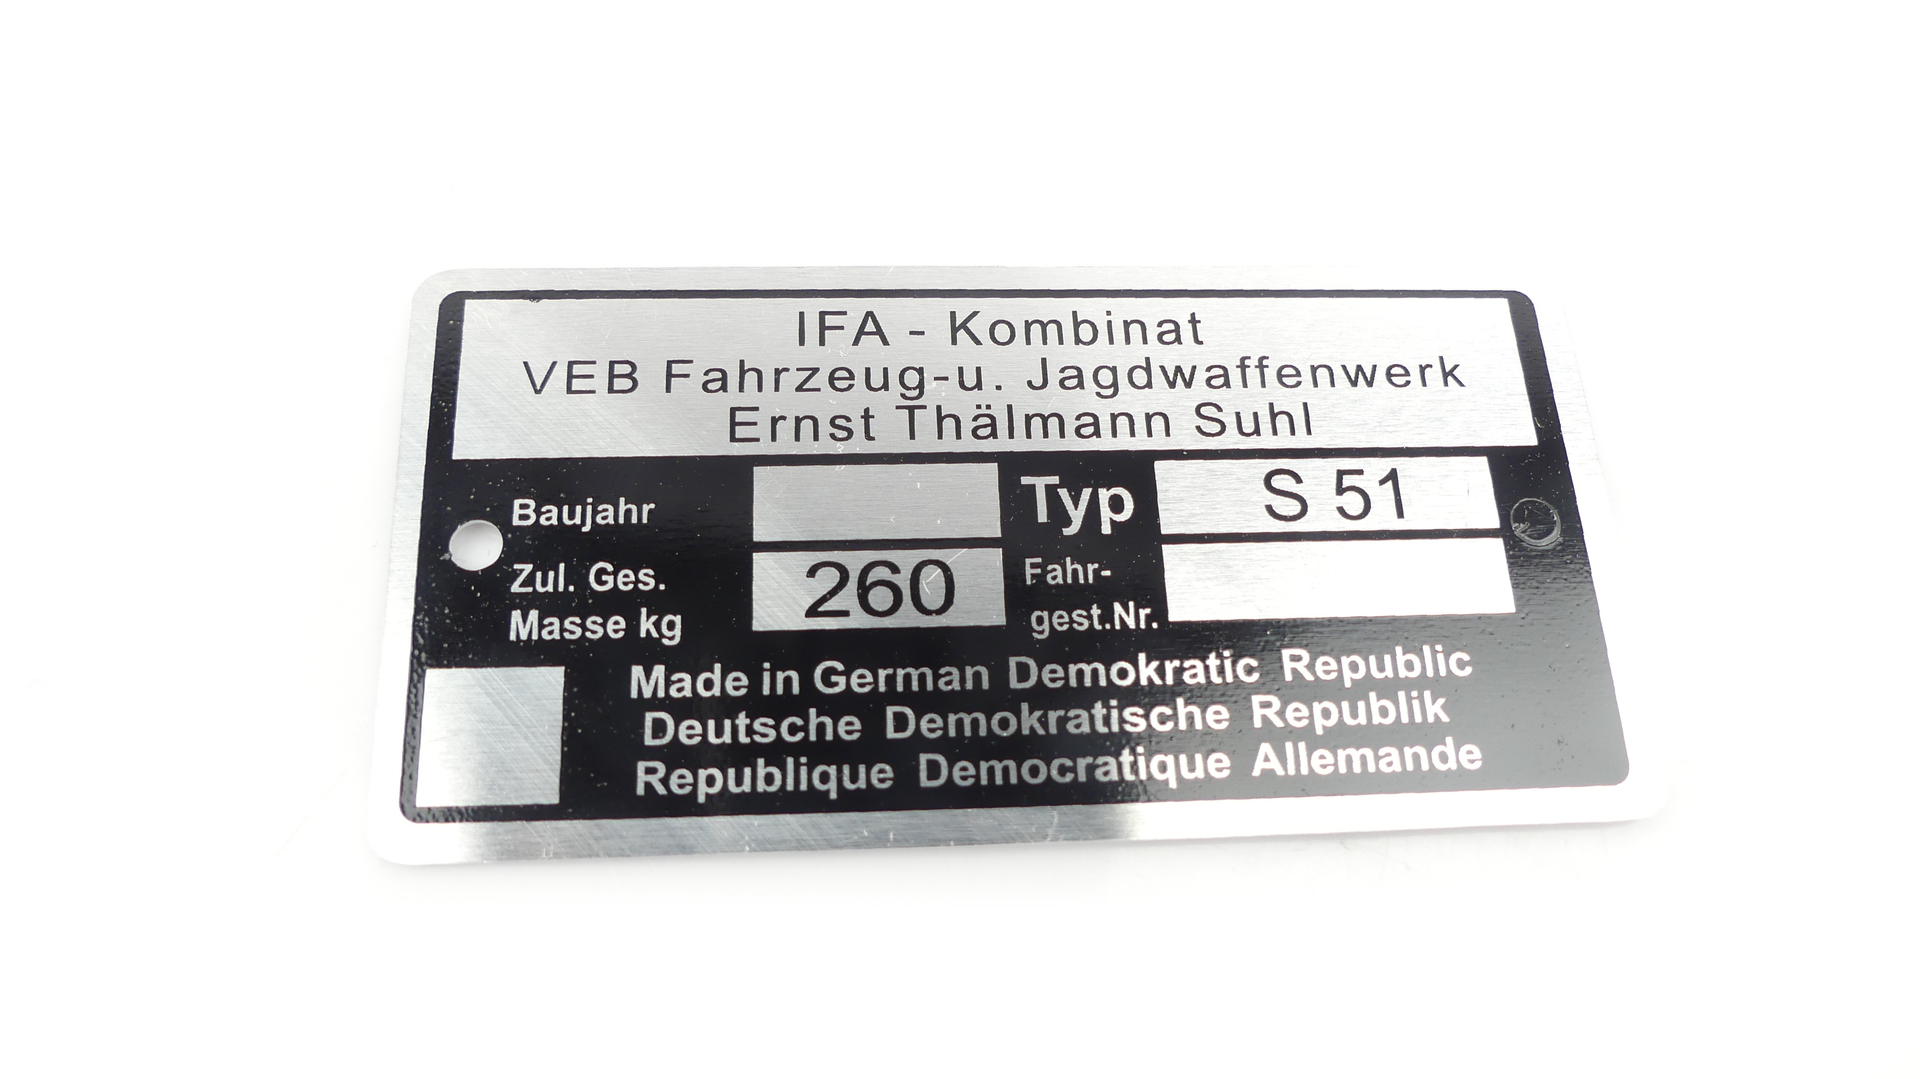 IFA - Kombinat
VEB Fahrzeug-u. Jagdwaffenwerk
Ernst Thälmann Suhl
Baujahr
Typ S 51
Zul. Ges.
Masse kg
260
Fahr-
gest.Nr.
Made in German Demokratic Republic
Deutsche Demokratische Republik
Republique Democratique Allemande